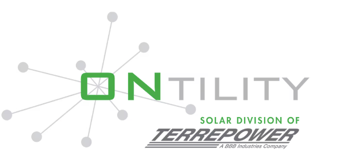 ONTILITY
SOLAR DIVISION OF
TERREPOWER
A BBB Industries Company